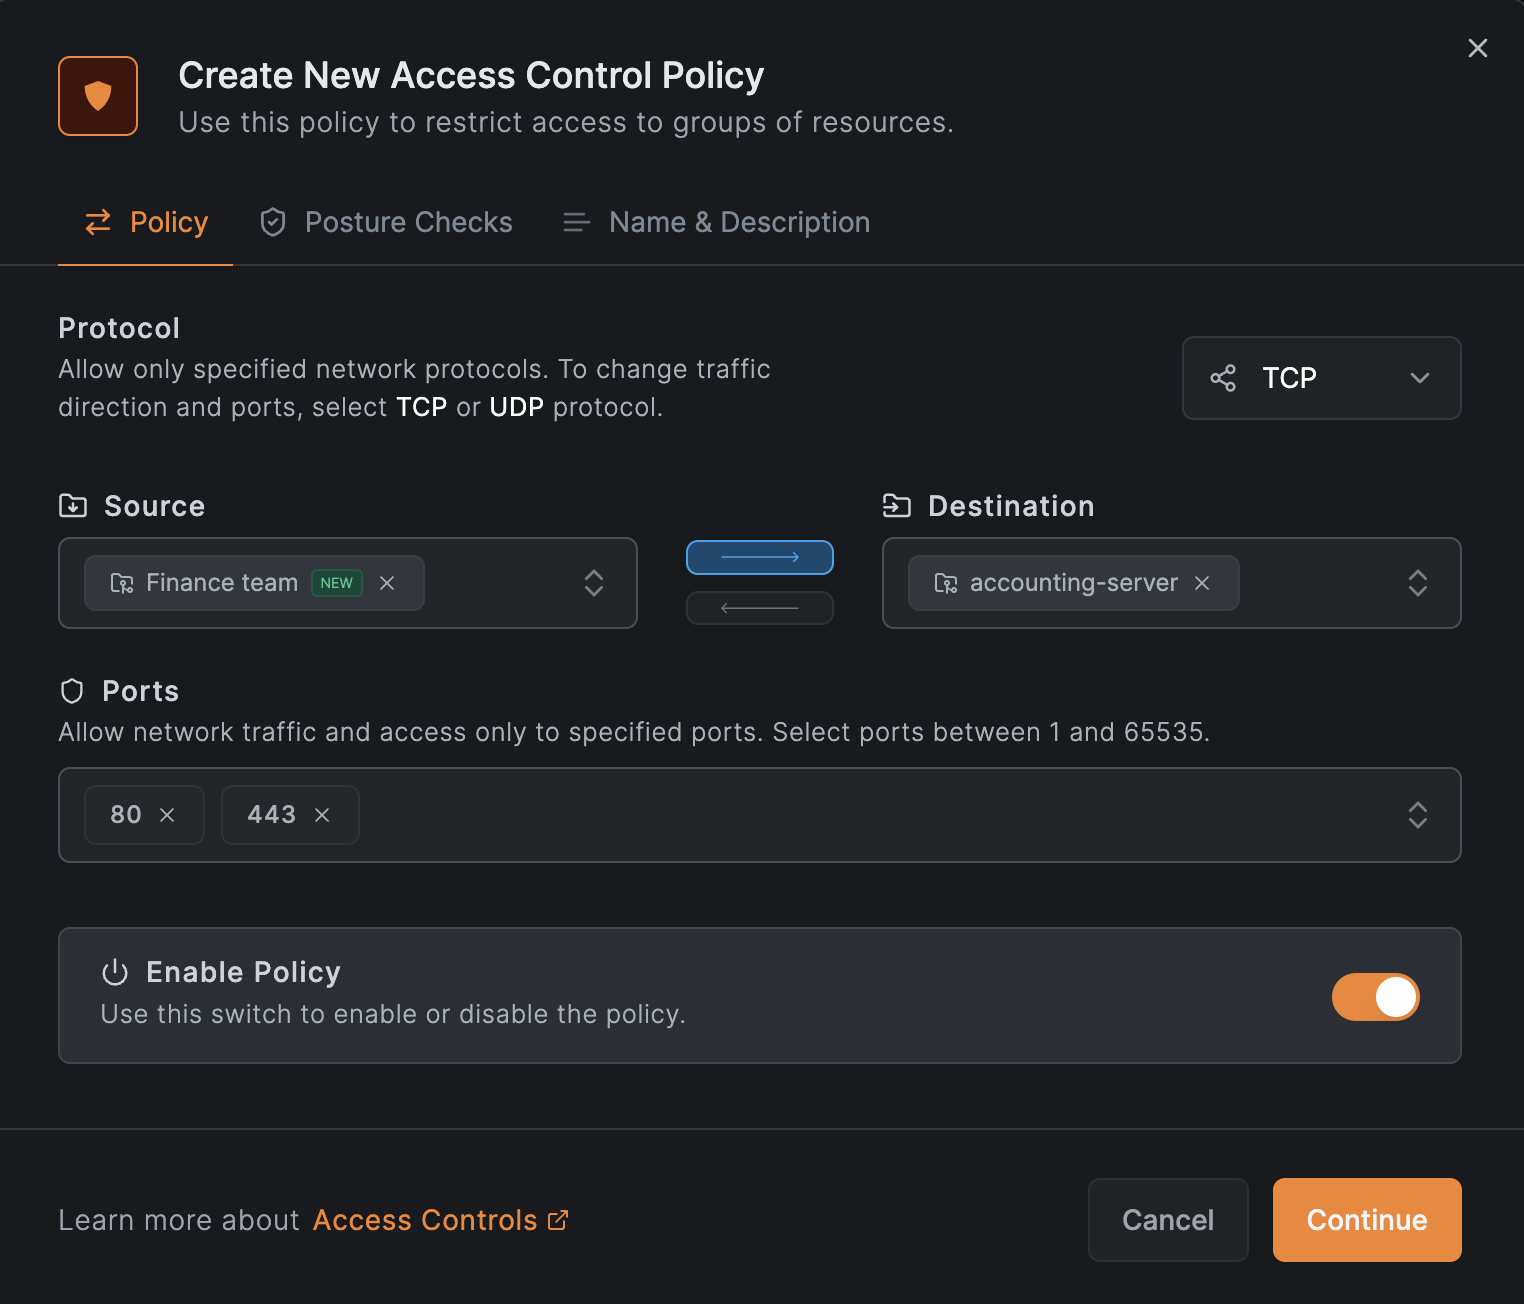 Create New Access Control Policy
Use this policy to restrict access to groups of resources.
Policy
Posture Checks
Name & Description
Protocol
Allow only specified network protocols. To change traffic
direction and ports, select TCP or UDP protocol.
TCP
Source
Destination
Finance team NEW
accounting-server
Ports
Allow network traffic and access only to specified ports. Select ports between 1 and 65535.
80
443
Enable Policy
Use this switch to enable or disable the policy.
Learn more about Access Controls
Cancel
Continue